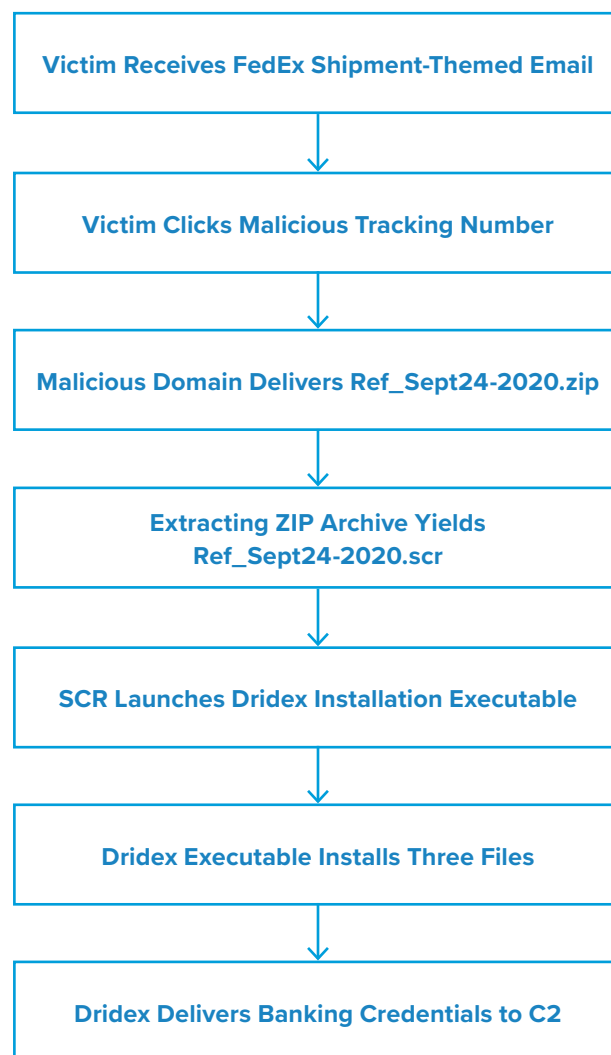 Victim Receives FedEx Shipment-Themed Email
Victim Clicks Malicious Tracking Number
Malicious Domain Delivers Ref_Sept24-2020.zip
Extracting ZIP Archive Yields
Ref_Sept24-2020.scr
SCR Launches Dridex Installation Executable
Dridex Executable Installs Three Files
Dridex Delivers Banking Credentials to C2